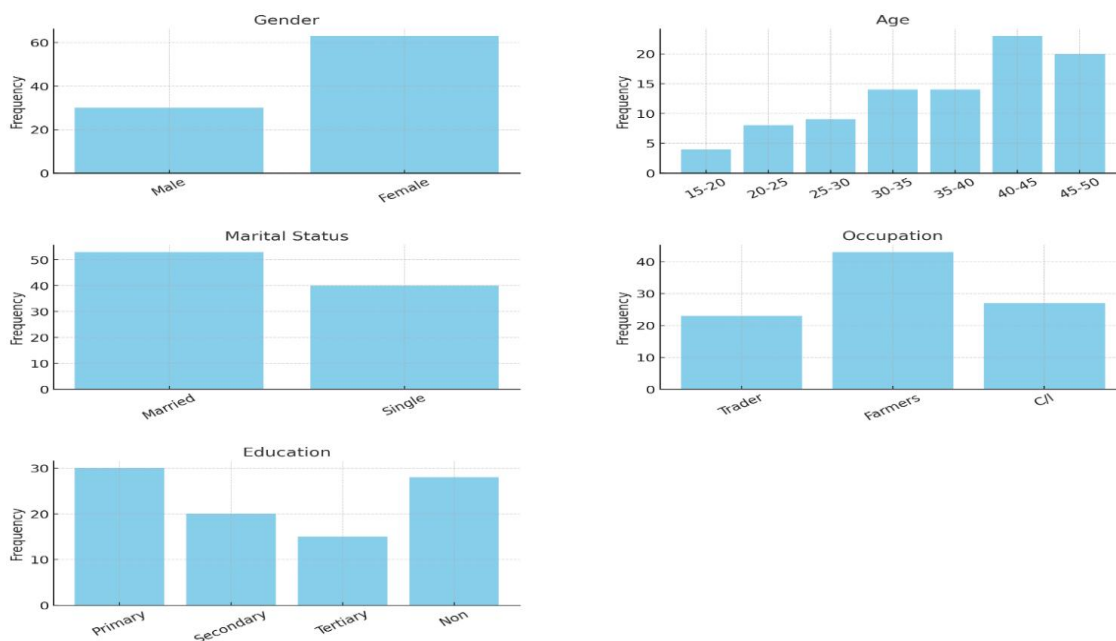 Gender
Frequency
60
40
20
0
Male
Female
Age
Frequency
20
15
10
5
0
15-20
20-25
25-30
30-35
35-40
40-45
45-50
Marital Status
Frequency
50
40
30
20
10
0
Married
Single
Occupation
Frequency
40
30
20
10
0
Trader
Farmers
C/I
Education
Frequency
30
20
10
0
Primary
Secondary
Tertiary
Non